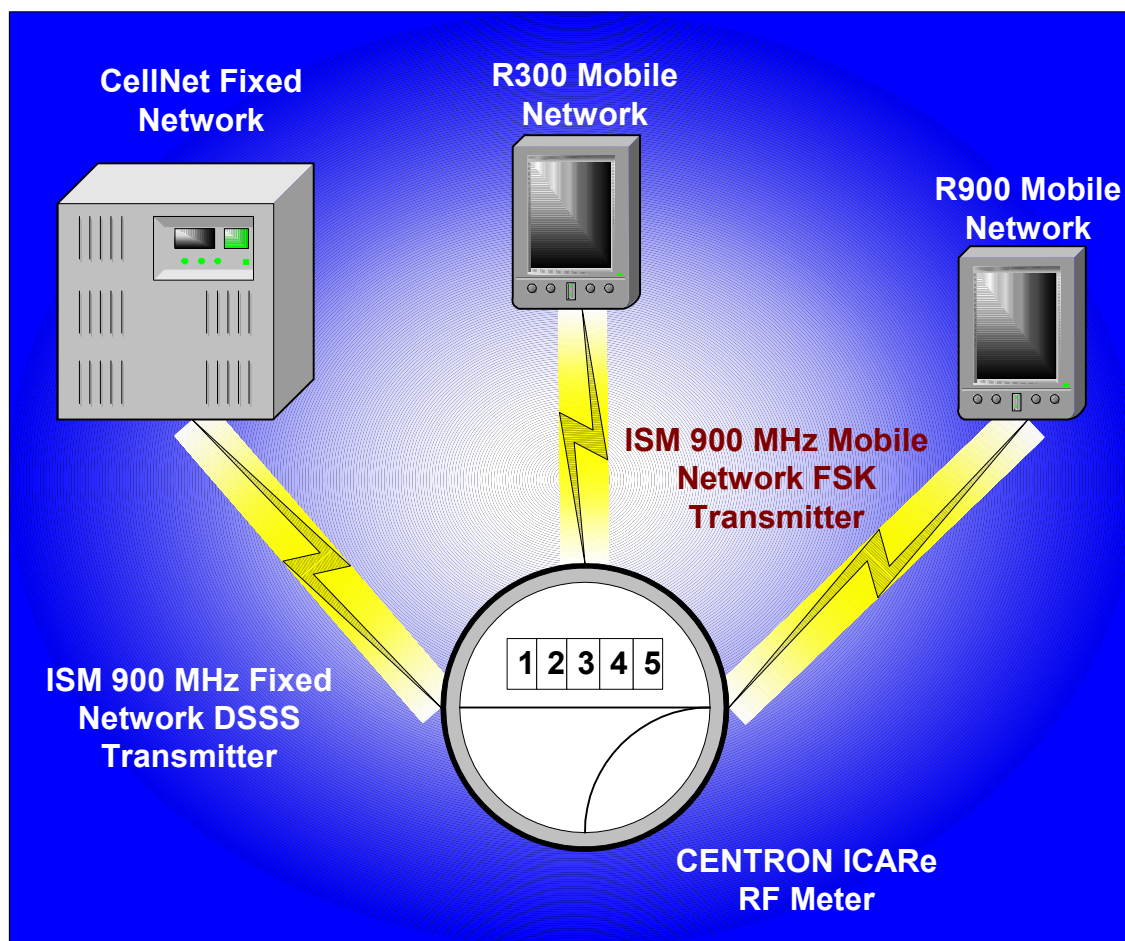 CellNet Fixed
Network
R300 Mobile
Network
R900 Mobile
Network
ISM 900 MHz Mobile
Network FSK
Transmitter
1 2 3 4 5
ISM 900 MHz Fixed
Network DSSS
Transmitter
CENTRON ICARe
RF Meter